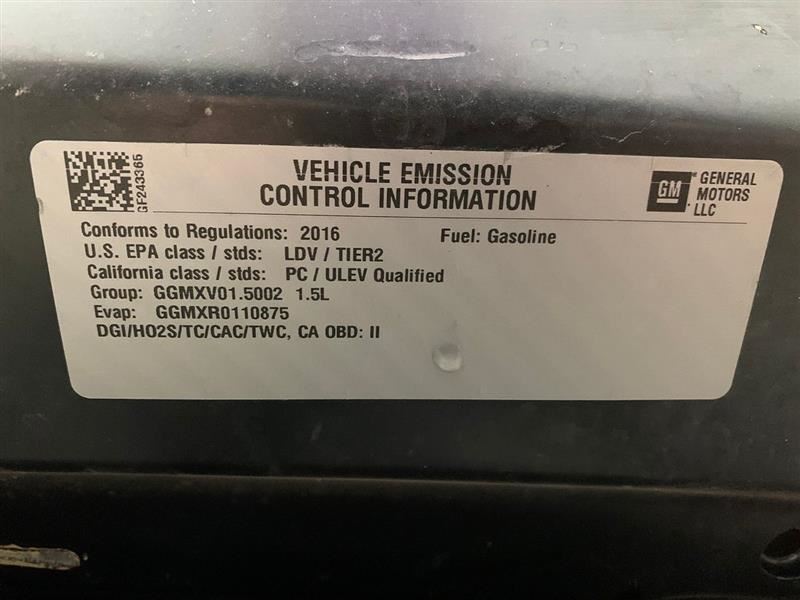 GF243365
VEHICLE EMISSION
CONTROL INFORMATION
GM
GENERAL
MOTORS
LLC
Conforms to Regulations: 2016 Fuel: Gasoline
U.S. EPA class / stds: LDV / TIER2
California class / stds: PC / ULEV Qualified
Group: GGMXV01.5002 1.5L
Evap: GGMXR0110875
DGI/HO2S/TC/CAC/TWC, CA OBD: II